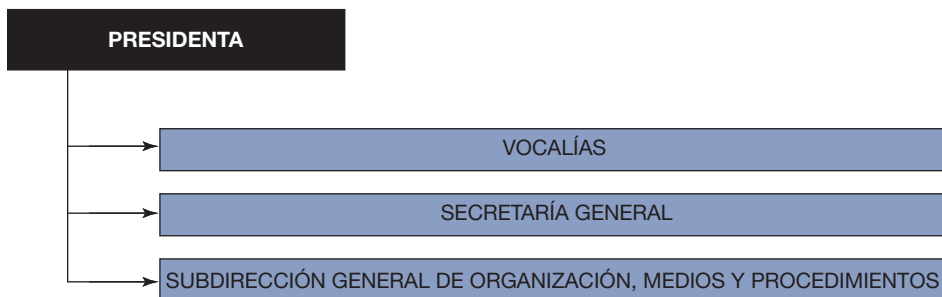 PRESIDENTA
VOCALÍAS
SECRETARÍA GENERAL
SUBDIRECCIÓN GENERAL DE ORGANIZACIÓN, MEDIOS Y PROCEDIMIENTOS